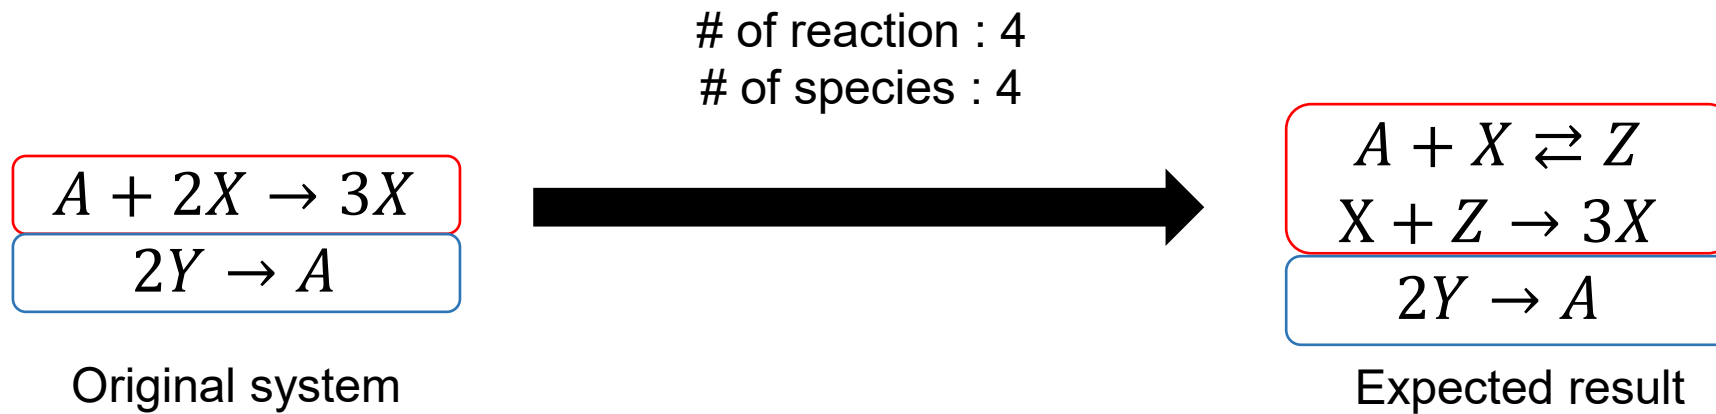 # of reaction : 4
# of species : 4
A + 2X → 3X
2Y → A
Original system
A + X ⇄ Z
X + Z → 3X
2Y → A
Expected result